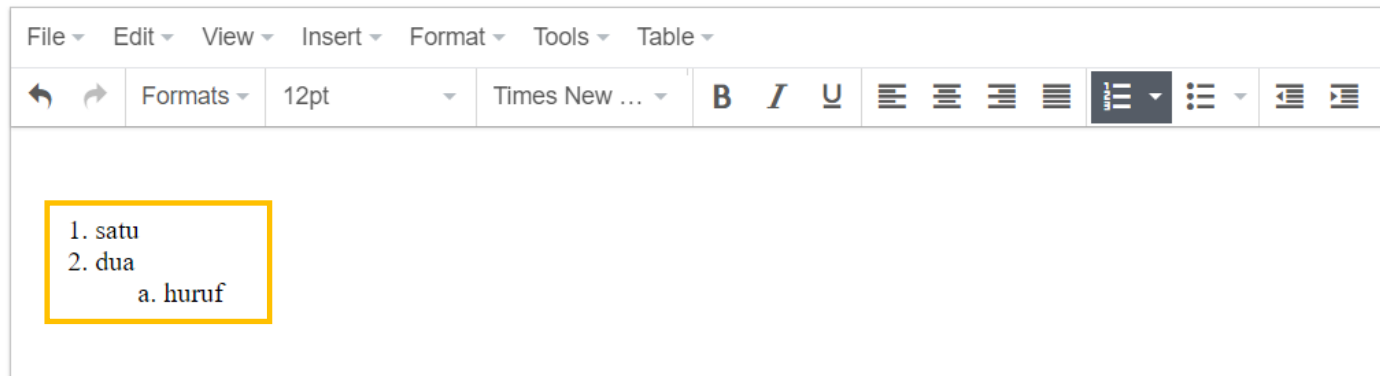 File Edit View Insert Format Tools Table
Formats 12pt Times New ... B I U
1. satu
2. dua
a. huruf